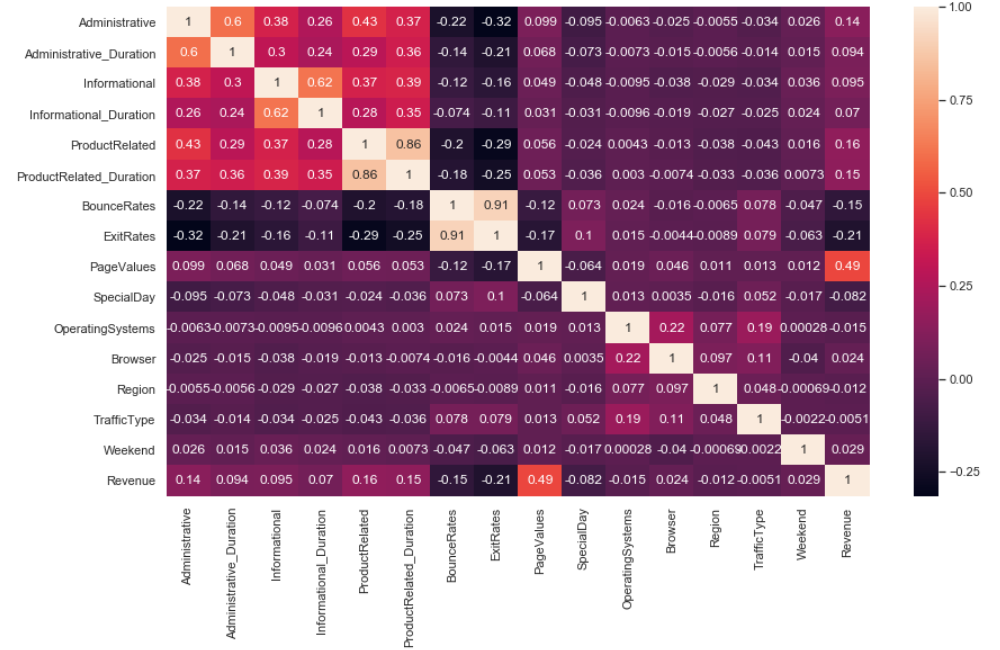 Administrative 1 0.6 0.38 0.26 0.43 0.37 -0.22 -0.32 0.099 -0.095 -0.0063 -0.025 -0.0055 -0.034 0.026 0.14
Administrative_Duration 0.6 1 0.3 0.24 0.29 0.36 -0.14 -0.21 0.068 -0.073 -0.0073 -0.015 -0.0056 -0.014 0.015 0.094
Informational 0.38 0.3 1 0.62 0.37 0.39 -0.12 -0.16 0.049 -0.048 -0.0095 -0.038 -0.029 -0.034 0.036 0.095
Informational_Duration 0.26 0.24 0.62 1 0.28 0.35 -0.074 -0.11 0.031 -0.031 -0.0096 -0.019 -0.027 -0.025 0.024 0.07
ProductRelated 0.43 0.29 0.37 0.28 1 0.86 -0.2 -0.29 0.056 -0.024 0.0043 -0.013 -0.038 -0.043 0.016 0.16
ProductRelated_Duration 0.37 0.36 0.39 0.35 0.86 1 -0.18 -0.25 0.053 -0.036 0.003 -0.0074 -0.033 -0.036 0.0073 0.15
BounceRates -0.22 -0.14 -0.12 -0.074 -0.2 -0.18 1 0.91 -0.12 0.073 0.024 -0.016 -0.0065 0.078 -0.047 -0.15
ExitRates -0.32 -0.21 -0.16 -0.11 -0.29 -0.25 0.91 1 -0.17 0.1 0.015 -0.0044 -0.0089 0.079 -0.063 -0.21
PageValues 0.099 0.068 0.049 0.031 0.056 0.053 -0.12 -0.17 1 -0.064 0.019 0.046 0.011 0.013 0.012 0.49
SpecialDay -0.095 -0.073 -0.048 -0.031 -0.024 -0.036 0.073 0.1 -0.064 1 0.013 0.0035 -0.016 0.052 -0.017 -0.082
OperatingSystems -0.0063 -0.0073 -0.0095 -0.0096 0.0043 0.003 0.024 0.015 0.019 0.013 1 0.22 0.077 0.19 0.00028 -0.015
Browser -0.025 -0.015 -0.038 -0.019 -0.013 -0.0074 -0.016 -0.0044 0.046 0.0035 0.22 1 0.097 0.11 -0.04 0.024
Region -0.0055 -0.0056 -0.029 -0.027 -0.038 -0.033 -0.0065 -0.0089 0.011 -0.016 0.077 0.097 1 0.048 -0.00069 -0.012
TrafficType -0.034 -0.014 -0.034 -0.025 -0.043 -0.036 0.078 0.079 0.013 0.052 0.19 0.11 0.048 1 -0.0022 -0.0051
Weekend 0.026 0.015 0.036 0.024 0.016 0.0073 -0.047 -0.063 0.012 -0.017 0.00028 -0.04 -0.00069 -0.0022 1 0.029
Revenue 0.14 0.094 0.095 0.07 0.16 0.15 -0.15 -0.21 0.49 -0.082 -0.015 0.024 -0.012 -0.0051 0.029 1
Administrative
Administrative_Duration
Informational
Informational_Duration
ProductRelated
ProductRelated_Duration
BounceRates
ExitRates
PageValues
SpecialDay
OperatingSystems
Browser
Region
TrafficType
Weekend
Revenue
1.00
0.75
0.50
0.25
0.00
−0.25